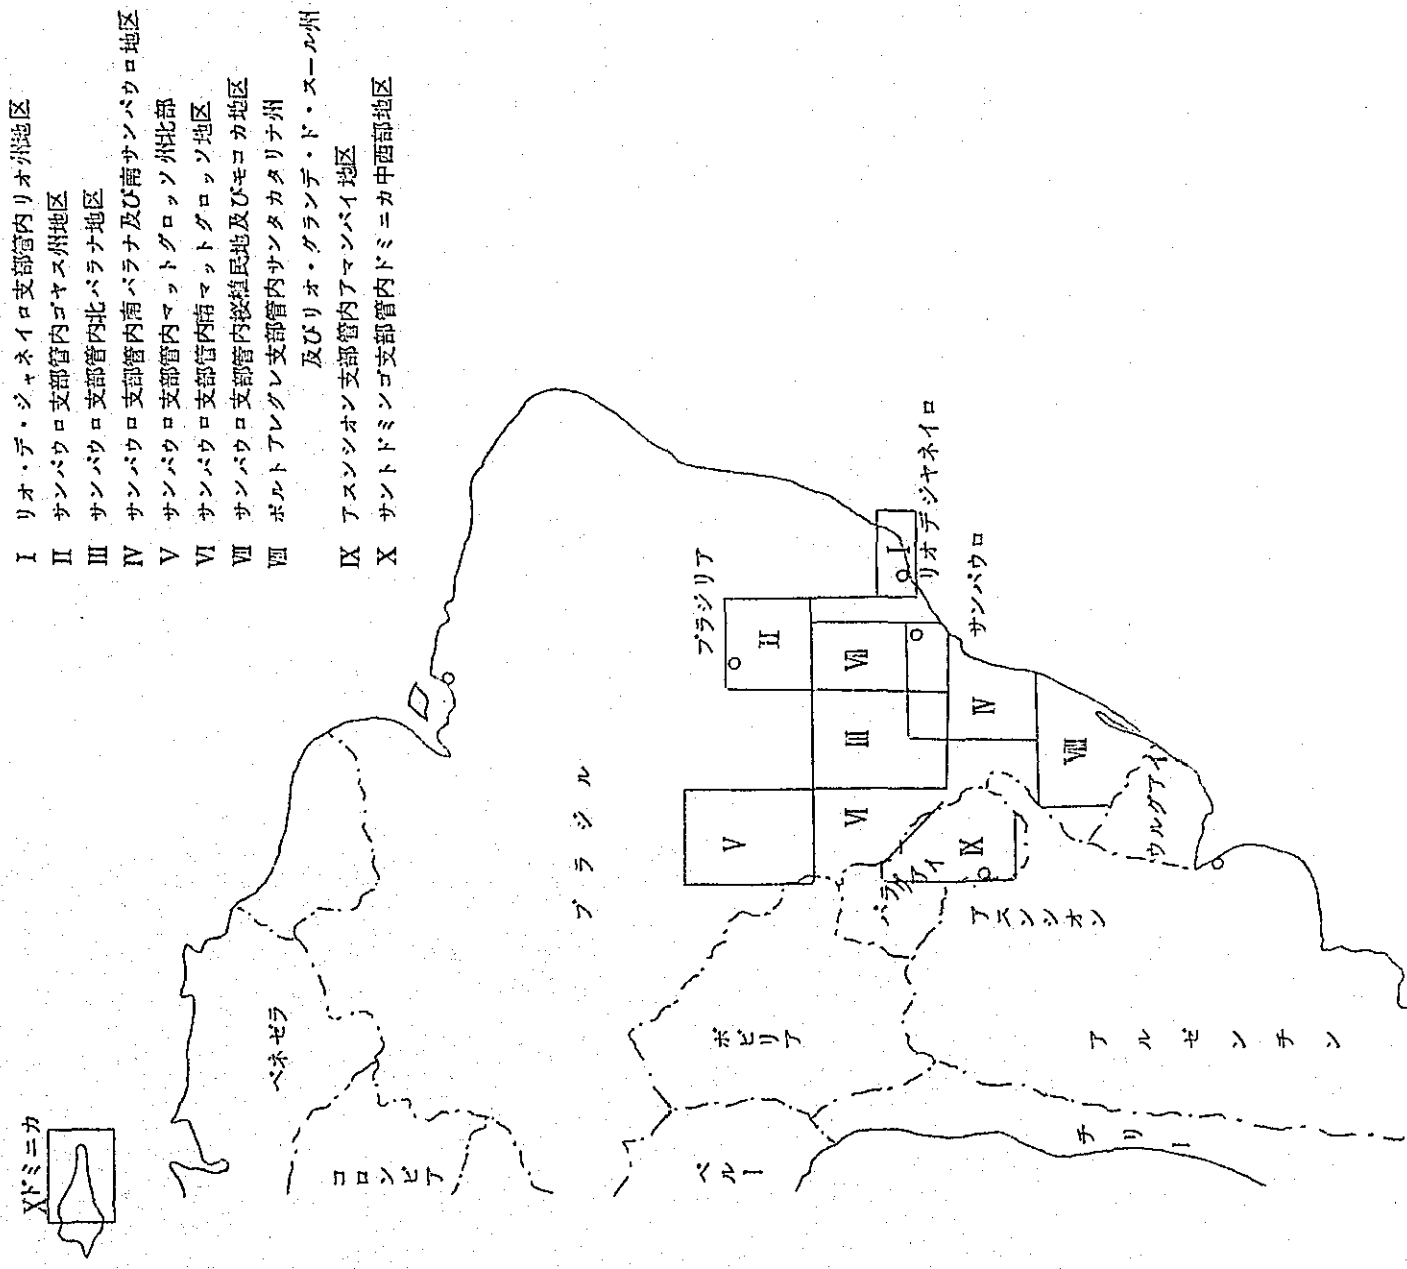 I リオ・デ・ジャネイロ支部管内リオ州地区
II サンパウロ支部管内ゴヤス州地区
III サンパウロ支部管内北パラナ地区
IV サンパウロ支部管内南パラナ及び南サンパウロ地区
V サンパウロ支部管内マットグロッソ州北部
VI サンパウロ支部管内南マットグロッソ地区
VII サンパウロ支部管内桜植民地及びモロカ地区
VIII ポルトアレグレ支部管内サンタカタリナ州
及びリオ・グランデ・ド・スール州
IX アスンシオン支部管内アマンバイ地区
X サントドミンゴ支部管内ドミニカ中西部地区
Xドミニカ
ベネゼラ
コロンビア
ブラジル
ペルー
ボビリア
ブラジリア
II
V
VI
III
VII
I
リオデジャネイロ
サンパウロ
IV
パラグアイ
IX
アスンシオン
VIII
ウルグアイ
アルゼンチン
チリー